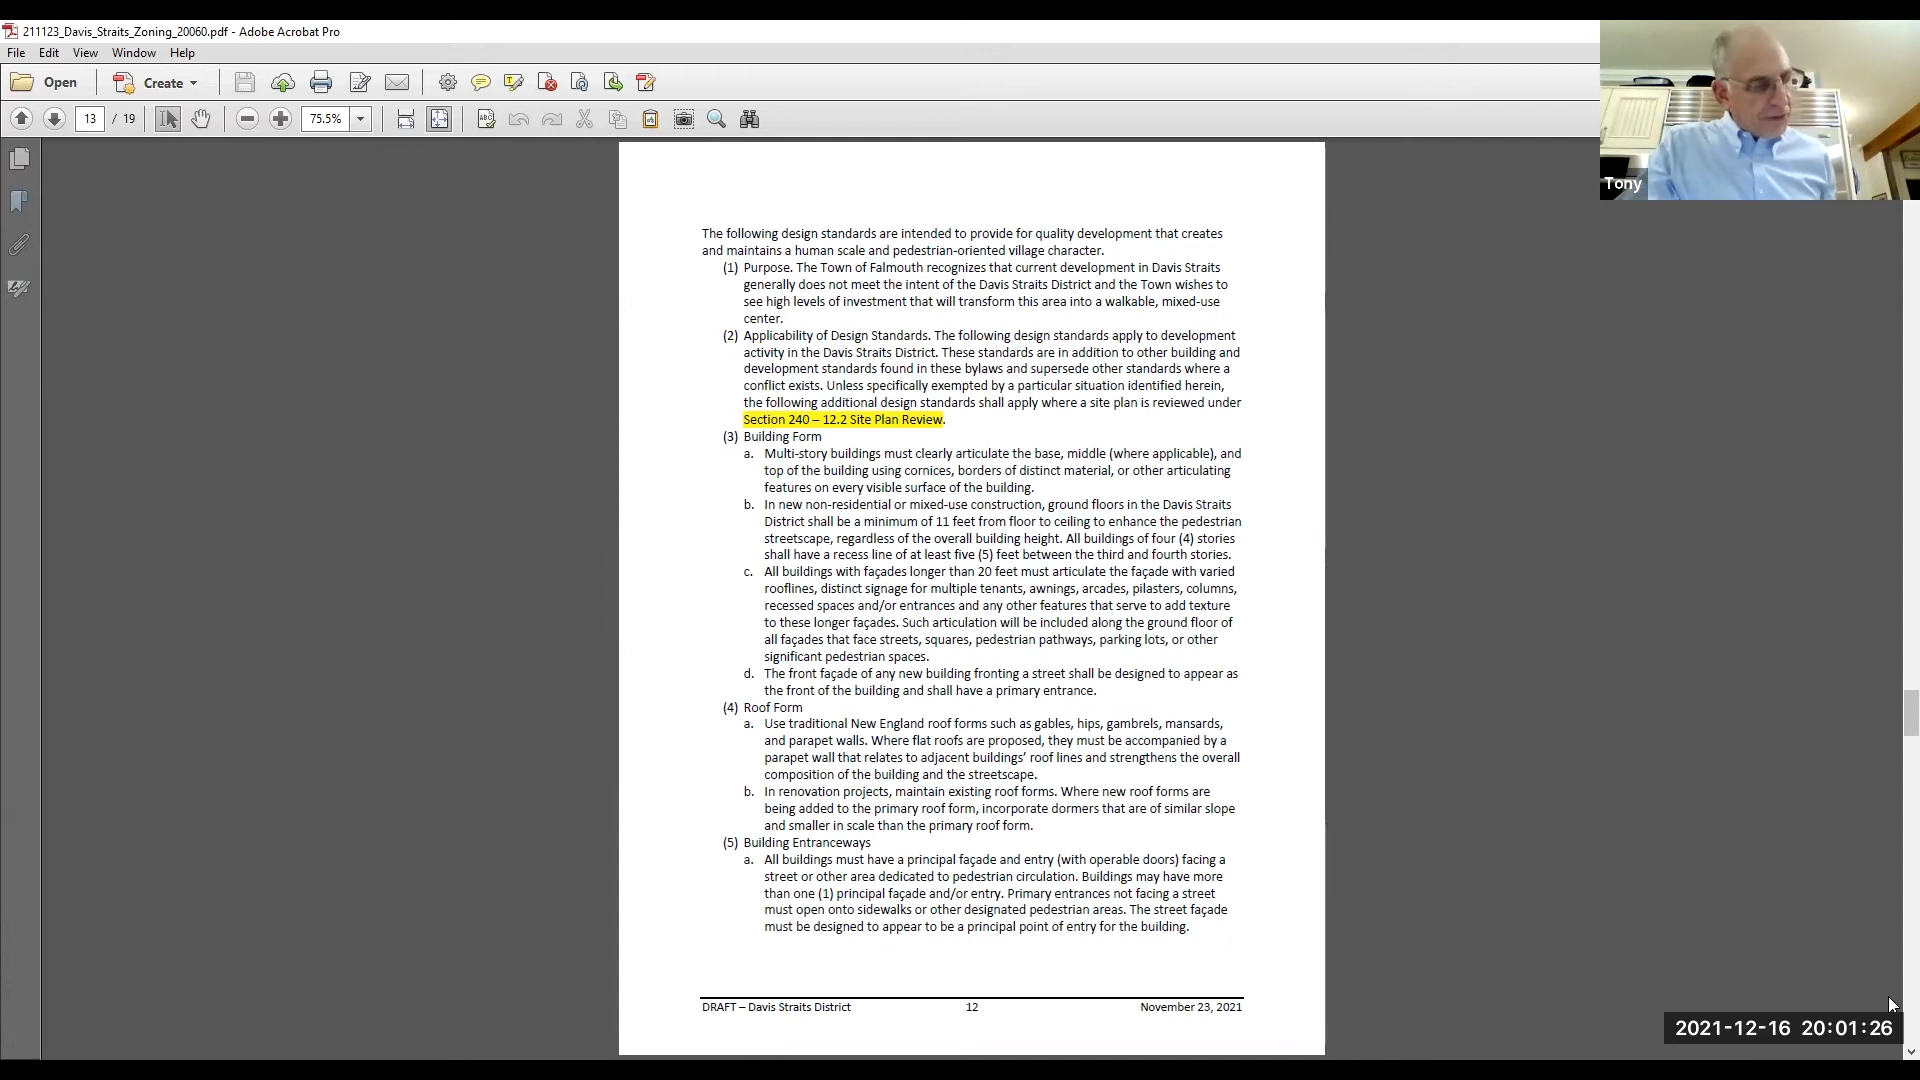 211123_Davis_Straits_Zoning_20060.pdf - Adobe Acrobat Pro
File Edit View Window Help
Open Create
13 / 19 75.5%
Tony
The following design standards are intended to provide for quality development that creates
and maintains a human scale and pedestrian-oriented village character.
(1) Purpose. The Town of Falmouth recognizes that current development in Davis Straits
generally does not meet the intent of the Davis Straits District and the Town wishes to
see high levels of investment that will transform this area into a walkable, mixed-use
center.
(2) Applicability of Design Standards. The following design standards apply to development
activity in the Davis Straits District. These standards are in addition to other building and
development standards found in these bylaws and supersede other standards where a
conflict exists. Unless specifically exempted by a particular situation identified herein,
the following additional design standards shall apply where a site plan is reviewed under
Section 240 – 12.2 Site Plan Review.
(3) Building Form
a. Multi-story buildings must clearly articulate the base, middle (where applicable), and
top of the building using cornices, borders of distinct material, or other articulating
features on every visible surface of the building.
b. In new non-residential or mixed-use construction, ground floors in the Davis Straits
District shall be a minimum of 11 feet from floor to ceiling to enhance the pedestrian
streetscape, regardless of the overall building height. All buildings of four (4) stories
shall have a recess line of at least five (5) feet between the third and fourth stories.
c. All buildings with façades longer than 20 feet must articulate the façade with varied
rooflines, distinct signage for multiple tenants, awnings, arcades, pilasters, columns,
recessed spaces and/or entrances and any other features that serve to add texture
to these longer façades. Such articulation will be included along the ground floor of
all façades that face streets, squares, pedestrian pathways, parking lots, or other
significant pedestrian spaces.
d. The front façade of any new building fronting a street shall be designed to appear as
the front of the building and shall have a primary entrance.
(4) Roof Form
a. Use traditional New England roof forms such as gables, hips, gambrels, mansards,
and parapet walls. Where flat roofs are proposed, they must be accompanied by a
parapet wall that relates to adjacent buildings’ roof lines and strengthens the overall
composition of the building and the streetscape.
b. In renovation projects, maintain existing roof forms. Where new roof forms are
being added to the primary roof form, incorporate dormers that are of similar slope
and smaller in scale than the primary roof form.
(5) Building Entranceways
a. All buildings must have a principal façade and entry (with operable doors) facing a
street or other area dedicated to pedestrian circulation. Buildings may have more
than one (1) principal façade and/or entry. Primary entrances not facing a street
must open onto sidewalks or other designated pedestrian areas. The street façade
must be designed to appear to be a principal point of entry for the building.
DRAFT – Davis Straits District 12 November 23, 2021
2021-12-16 20:01:26